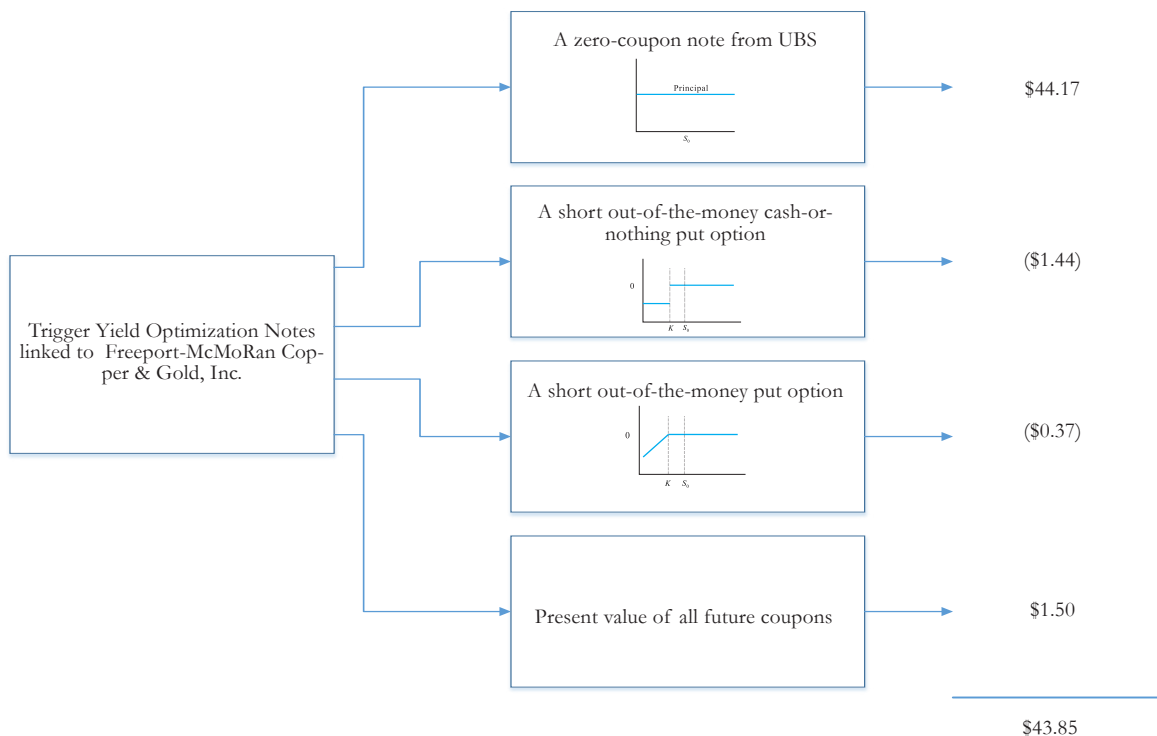 A zero-coupon note from UBS
Principal
S0
$44.17
A short out-of-the-money cash-or-
nothing put option
0
K
S0
($1.44)
Trigger Yield Optimization Notes
linked to Freeport-McMoRan Cop-
per & Gold, Inc.
A short out-of-the-money put option
0
K
S0
($0.37)
Present value of all future coupons
$1.50
$43.85